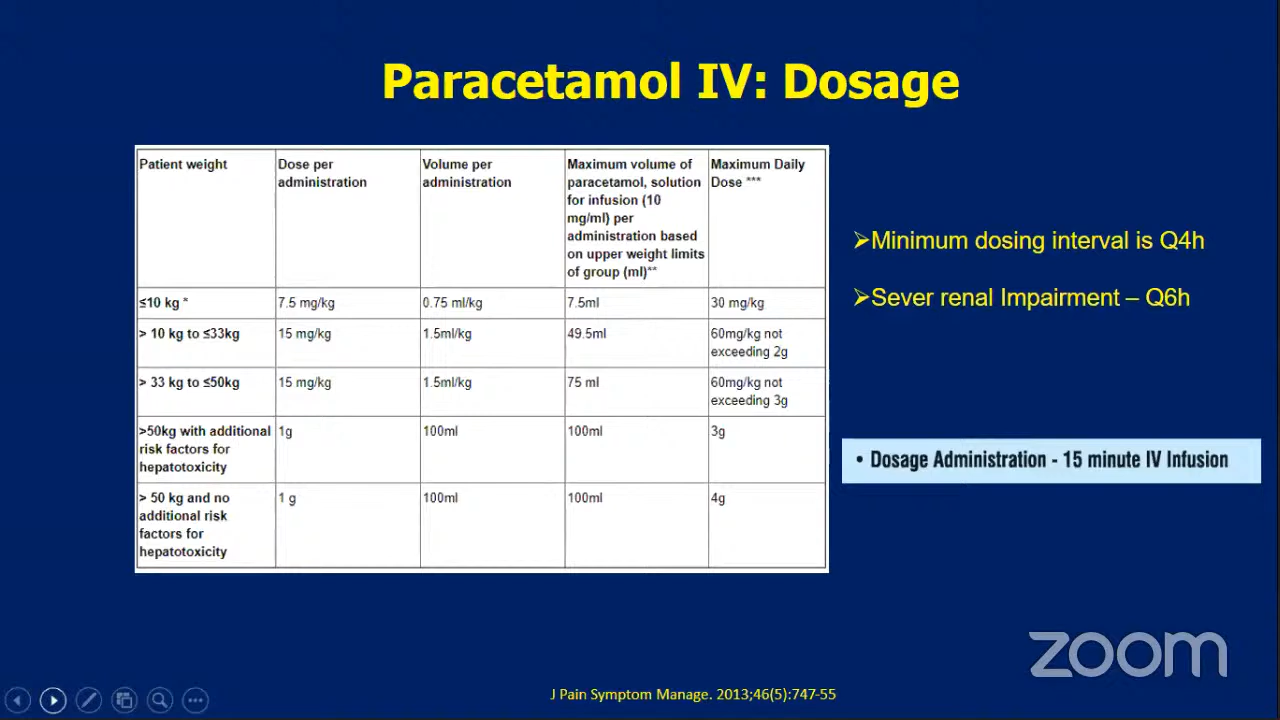 Paracetamol IV: Dosage
Patient weight
Dose per
administration
Volume per
administration
Maximum volume of
paracetamol, solution
for infusion (10
mg/ml) per
administration based
on upper weight limits
of group (ml)**
Maximum Daily
Dose ***
≤10 kg *
7.5 mg/kg
0.75 ml/kg
7.5ml
30 mg/kg
> 10 kg to ≤33kg
15 mg/kg
1.5ml/kg
49.5ml
60mg/kg not
exceeding 2g
> 33 kg to ≤50kg
15 mg/kg
1.5ml/kg
75 ml
60mg/kg not
exceeding 3g
>50kg with additional
risk factors for
hepatotoxicity
1g
100ml
100ml
3g
> 50 kg and no
additional risk
factors for
hepatotoxicity
1 g
100ml
100ml
4g
➢Minimum dosing interval is Q4h
➢Sever renal Impairment – Q6h
• Dosage Administration - 15 minute IV Infusion
zoom
J Pain Symptom Manage. 2013;46(5):747-55